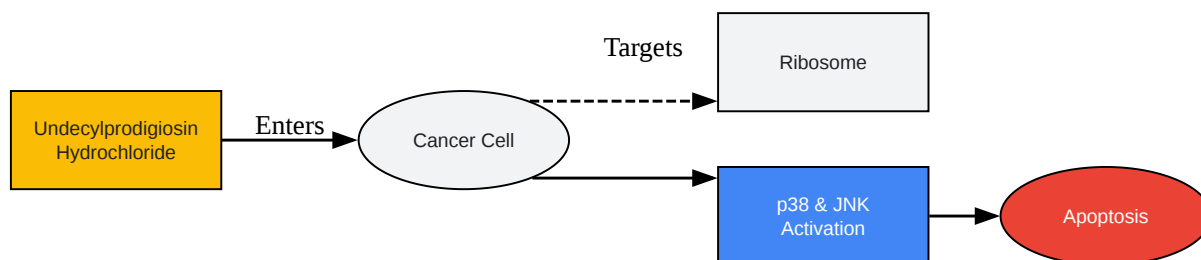 Undecylprodigiosin
Hydrochloride
Enters
Cancer Cell
Targets
Ribosome
p38 & JNK
Activation
Apoptosis